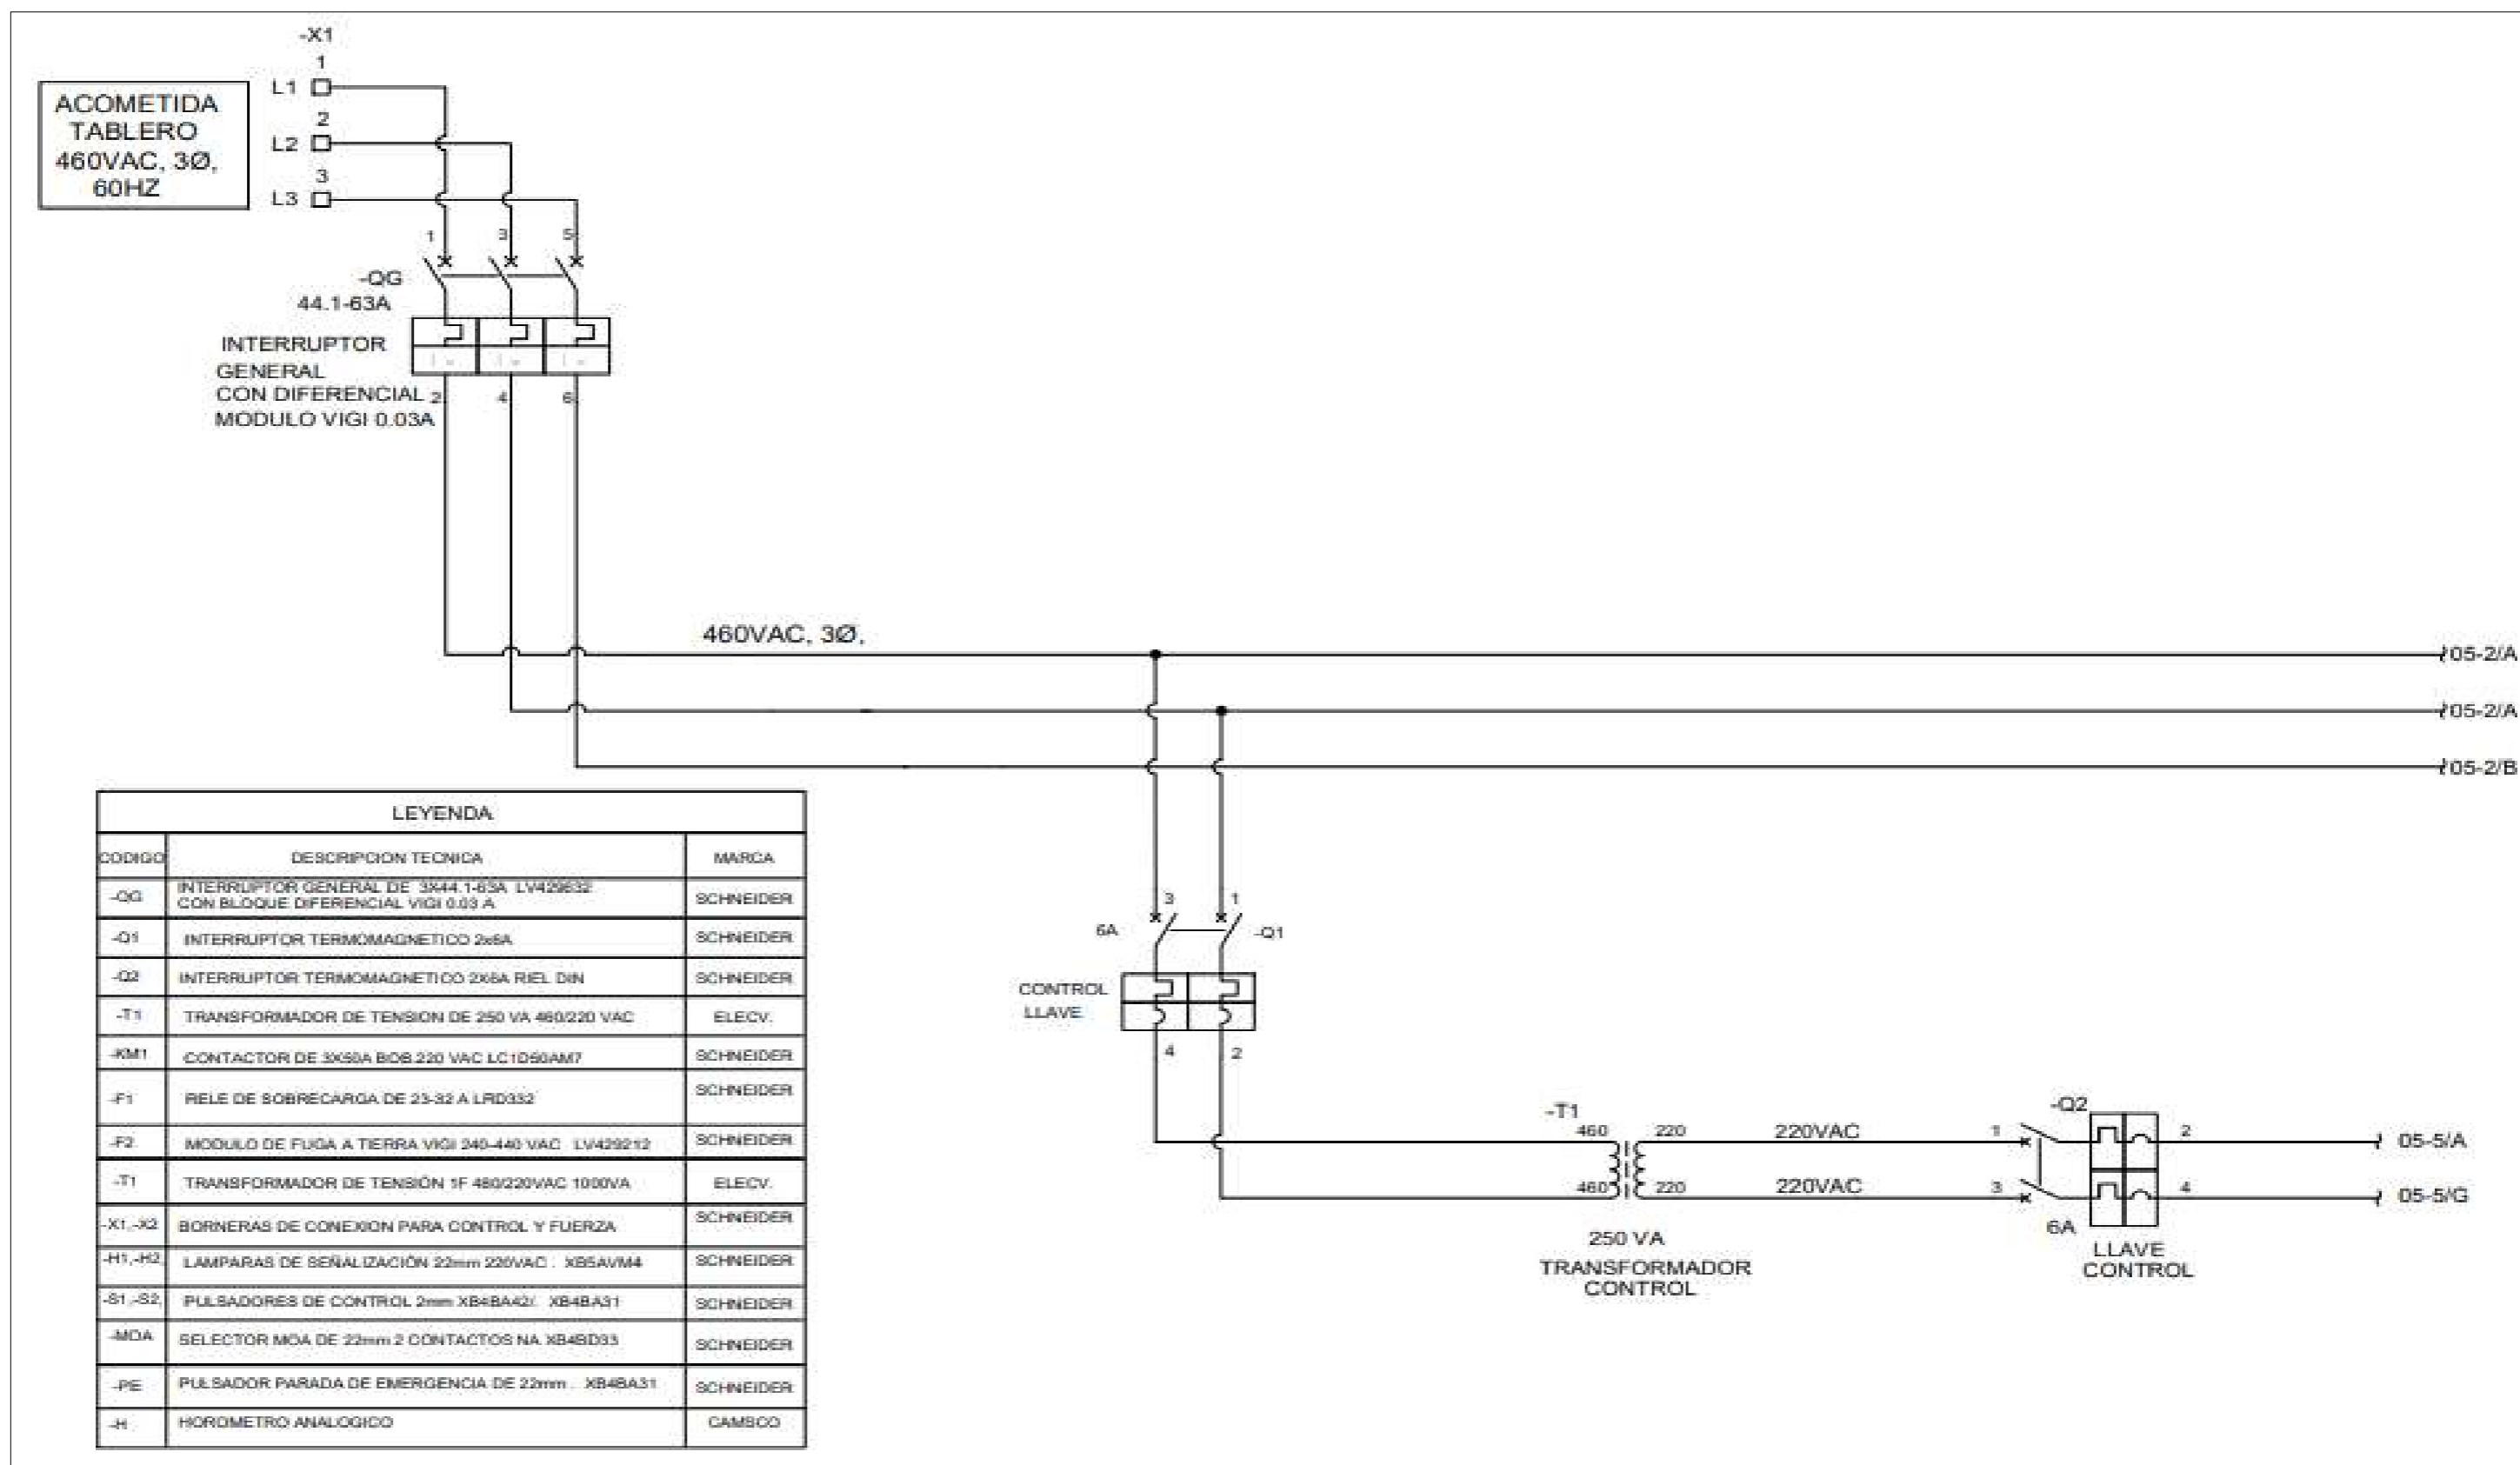 -X1
1
L1
2
L2
3
L3
ACOMETIDA
TABLERO
460VAC, 3Ø,
60HZ
1 3 5
-QG
44.1-63A
INTERRUPTOR
GENERAL
CON DIFERENCIAL
MODULO VIGI 0.03A
2 4 6
460VAC, 3Ø,
05-2/A
05-2/A
05-2/B
LEYENDA
CODIGO DESCRIPCION TECNICA MARCA
-QG INTERRUPTOR GENERAL DE 3X44.1-63A LV429632 SCHNEIDER
CON BLOQUE DIFERENCIAL VIGI 0.03 A
-Q1 INTERRUPTOR TERMOMAGNETICO 2x6A SCHNEIDER
-Q2 INTERRUPTOR TERMOMAGNETICO 2X6A RIEL DIN SCHNEIDER
-T1 TRANSFORMADOR DE TENSION DE 250 VA 460/220 VAC ELECV.
-KM1 CONTACTOR DE 3X50A BOB.220 VAC LC1D50AM7 SCHNEIDER
-F1 RELE DE SOBRECARGA DE 23-32 A LRD332 SCHNEIDER
-F2 MODULO DE FUGA A TIERRA VIGI 240-440 VAC . LV429212 SCHNEIDER
-T1 TRANSFORMADOR DE TENSIÓN 1F 480/220VAC 1000VA ELECV.
-X1,-X2 BORNERAS DE CONEXION PARA CONTROL Y FUERZA SCHNEIDER
-H1,-H2, LAMPARAS DE SEÑALIZACIÓN 22mm 220VAC . XB5AVM4 SCHNEIDER
-S1,-S2, PULSADORES DE CONTROL 2mm XB4BA42/. XB4BA31 SCHNEIDER
-MOA SELECTOR MOA DE 22mm 2 CONTACTOS NA XB4BD33 SCHNEIDER
-PE PULSADOR PARADA DE EMERGENCIA DE 22mm . XB4BA31 SCHNEIDER
-H HOROMETRO ANALOGICO CAMSCO
3 1
6A -Q1
CONTROL
LLAVE
4 2
-T1
460 220 220VAC 1
460 220 220VAC 3
250 VA
TRANSFORMADOR
CONTROL
-Q2
2 05-5/A
4 05-5/G
6A
LLAVE
CONTROL